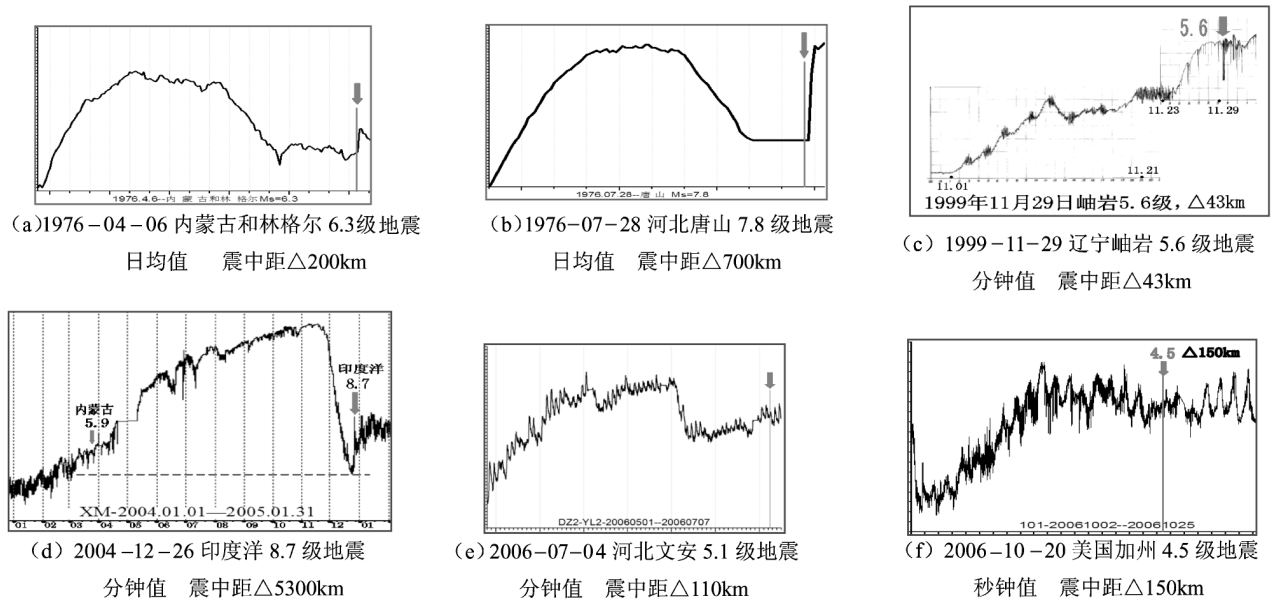 1976.4.6--内 蒙 古和林 格尔Ms=6.3
(a)1976-04-06 内蒙古和林格尔 6.3级地震
日均值 震中距△200km
1976.07.28--唐 山 Ms=7.8
(b)1976-07-28 河北唐山 7.8 级地震
日均值 震中距△700km
5.6
11.23 11.29
11.21
11.01
1999年11月29日岫岩5.6级,△43km
(c) 1999-11-29 辽宁岫岩 5.6 级地震
分钟值 震中距△43km
印度洋
8.7
内蒙古
5.9
XM-2004.01.01—2005.01.31
01 02 03 04 05 06 07 08 09 10 11 12 01
(d) 2004-12-26 印度洋 8.7 级地震
分钟值 震中距△5300km
DZ2-YL2-20060501--20060707
(e) 2006-07-04 河北文安 5.1 级地震
分钟值 震中距△110km
4.5 △150km
101-20061002--20061025
(f) 2006-10-20 美国加州 4.5 级地震
秒钟值 震中距△150km